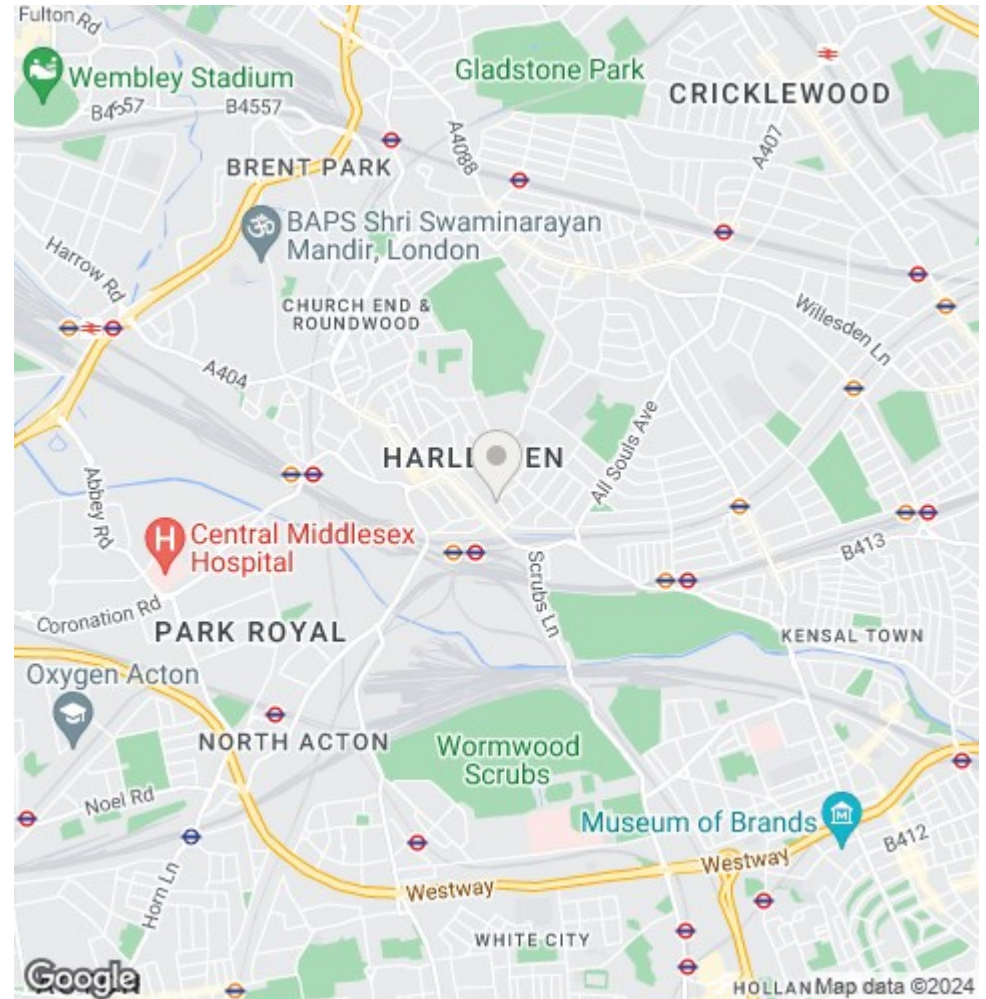 Fulton Rd
Wembley Stadium
B4557
B4557
Gladstone Park
CRICKLEWOOD
A4088
A407
BRENT PARK
BAPS Shri Swaminarayan
Mandir, London
Harrow Rd
CHURCH END &
ROUNDWOOD
Willesden Ln
A404
HARL
EN
All Souls Ave
Abbey Rd
H
Central Middlesex
Hospital
B413
Scrubs Ln
Coronation Rd
PARK ROYAL
KENSAL TOWN
Oxygen Acton
NORTH ACTON
Wormwood
Scrubs
Noel Rd
Museum of Brands
M
B412
Westway
Westway
Horn Ln
WHITE CITY
Google
HOLLAN
Map data ©2024